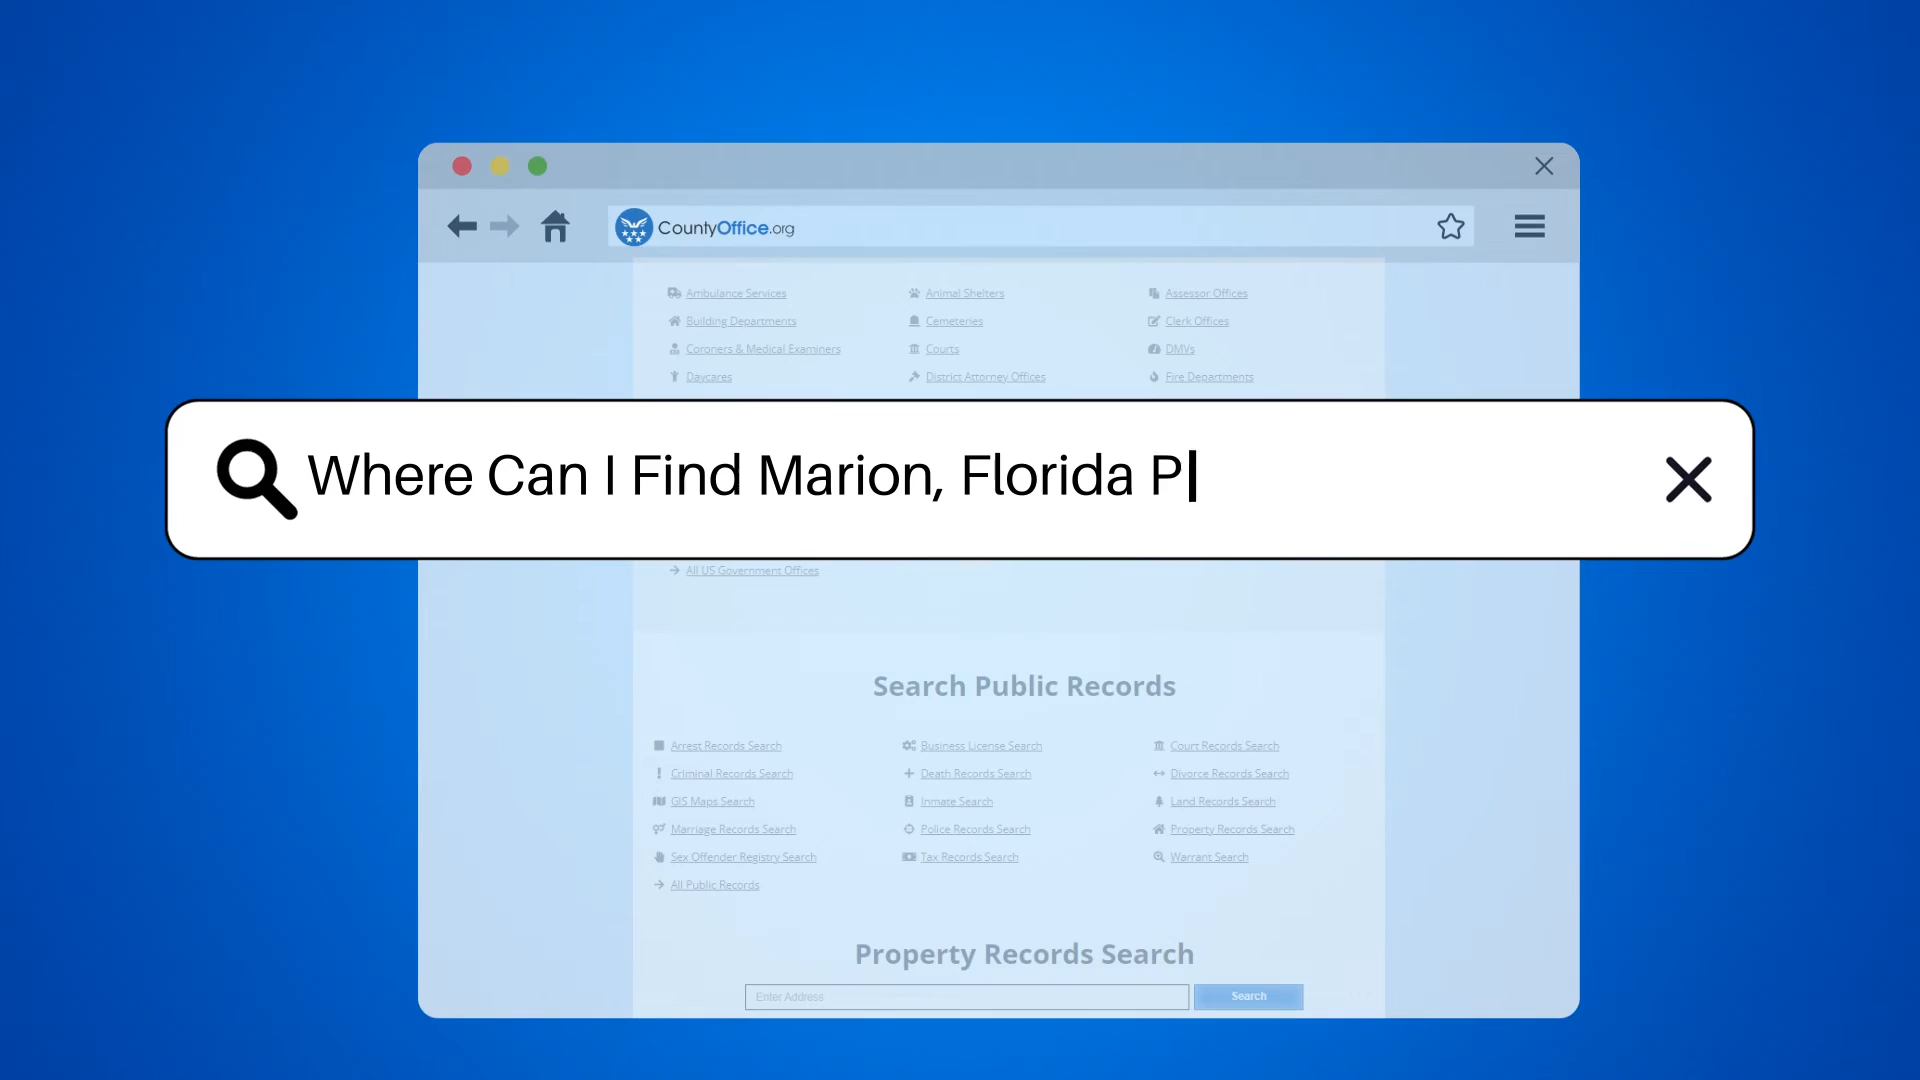 CountyOffice.org
Ambulance Services Animal Shelters Assessor Offices
Building Departments Cemeteries Clerk Offices
Coroners & Medical Examiners Courts DMVs
Daycares District Attorney Offices Fire Departments
Where Can I Find Marion, Florida P
All US Government Offices
Search Public Records
Arrest Records Search Business License Search Court Records Search
Criminal Records Search Death Records Search Divorce Records Search
GIS Maps Search Inmate Search Land Records Search
Marriage Records Search Police Records Search Property Records Search
Sex Offender Registry Search Tax Records Search Warrant Search
All Public Records
Property Records Search
Enter Address Search